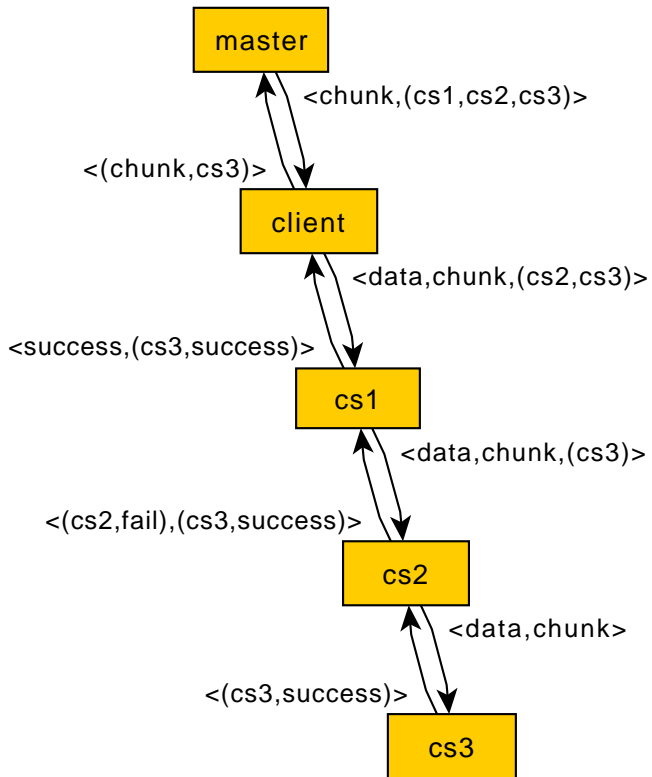 master
<chunk,(cs1,cs2,cs3)>
<(chunk,cs3)>
client
<data,chunk,(cs2,cs3)>
<success,(cs3,success)>
cs1
<data,chunk,(cs3)>
<(cs2,fail),(cs3,success)>
cs2
<data,chunk>
<(cs3,success)>
cs3